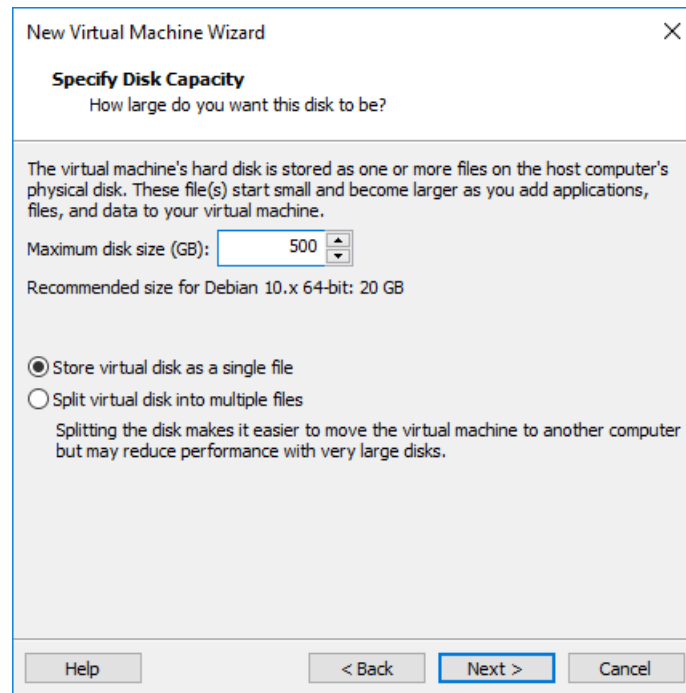 New Virtual Machine Wizard
Specify Disk Capacity
How large do you want this disk to be?
The virtual machine's hard disk is stored as one or more files on the host computer's
physical disk. These file(s) start small and become larger as you add applications,
files, and data to your virtual machine.
Maximum disk size (GB): 500
Recommended size for Debian 10.x 64-bit: 20 GB
Store virtual disk as a single file
Split virtual disk into multiple files
Splitting the disk makes it easier to move the virtual machine to another computer
but may reduce performance with very large disks.
Help < Back Next > Cancel